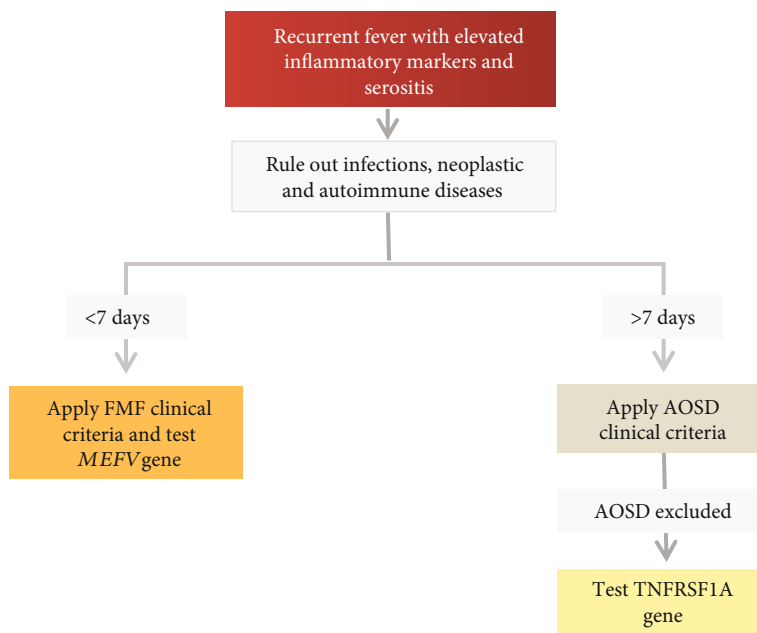 Recurrent fever with elevated
inflammatory markers and
serositis
Rule out infections, neoplastic
and autoimmune diseases
<7 days
>7 days
Apply FMF clinical
criteria and test
MEFV gene
Apply AOSD
clinical criteria
AOSD excluded
Test TNFRSF1A
gene